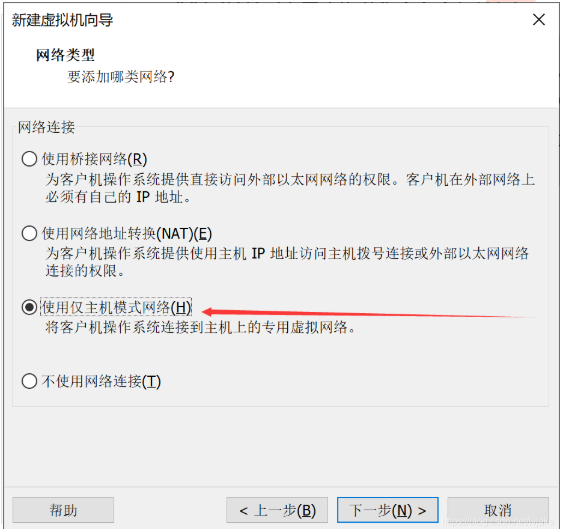 新建虚拟机向导
网络类型
要添加哪类网络?
网络连接
使用桥接网络(R)
为客户机操作系统提供直接访问外部以太网网络的权限。客户机在外部网络上
必须有自己的 IP 地址。
使用网络地址转换(NAT)(E)
为客户机操作系统提供使用主机 IP 地址访问主机拨号连接或外部以太网网络
连接的权限。
使用仅主机模式网络(H)
将客户机操作系统连接到主机上的专用虚拟网络。
不使用网络连接(T)
帮助
< 上一步(B)
下一步(N) >
取消